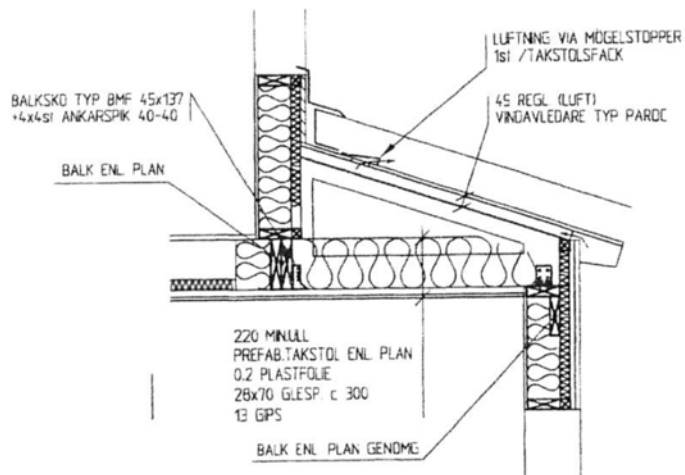 LUFTNING VIA MÖGELSTOPPER
1st /TAKSTOLSFACK
BALKSKO TYP BMF 45x137
+4x4st ANKARSPIK 40-40
45 REGL (LUFT)
VINDAVLEDARE TYP PAROC
BALK ENL. PLAN
220 MIN.ULL
PREFAB.TAKSTOL ENL. PLAN
0.2 PLASTFOLIE
28x70 GLESP. c 300
13 GIPS
BALK ENL. PLAN GENOMG